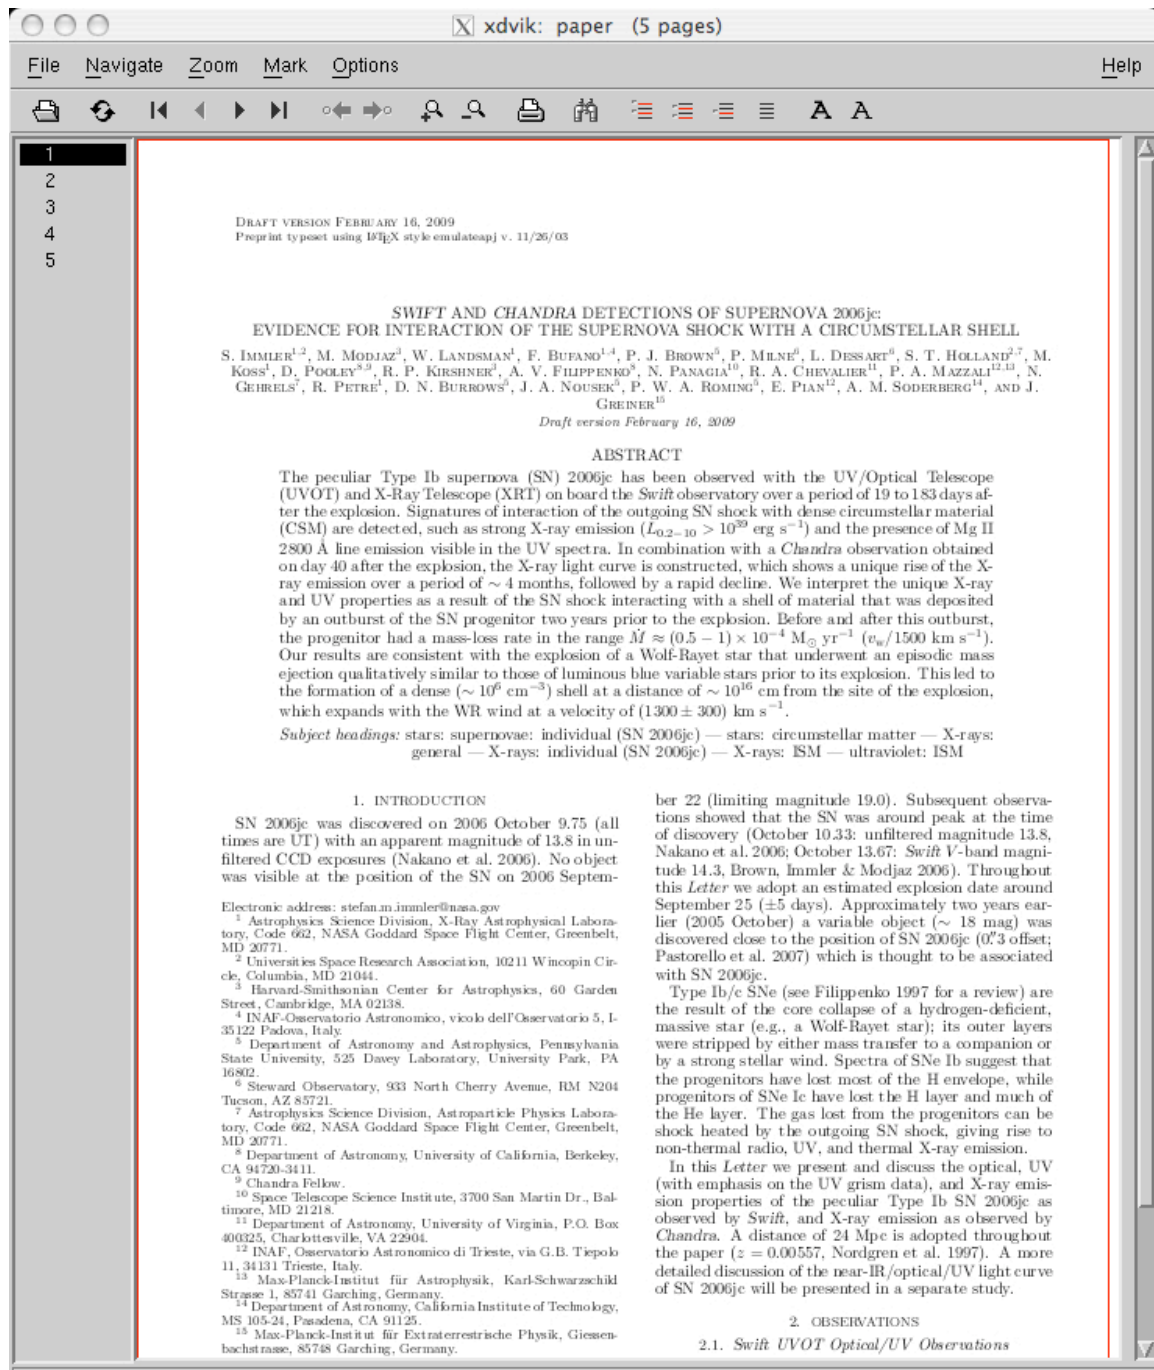 xdvik: paper (5 pages)
File Navigate Zoom Mark Options Help
A A
1
2
3
4
5
DRAFT VERSION FEBRUARY 16, 2009
Preprint typeset using LATEX style emulateapj v. 11/26/03
SWIFT AND CHANDRA DETECTIONS OF SUPERNOVA 2006jc:
EVIDENCE FOR INTERACTION OF THE SUPERNOVA SHOCK WITH A CIRCUMSTELLAR SHELL
S. IMMLER1,2, M. MODJAZ3, W. LANDSMAN1, F. BUFANO1,4, P. J. BROWN5, P. MILNE6, L. DESSART6, S. T. HOLLAND2,7, M.
KOSS1, D. POOLEY8,9, R. P. KIRSHNER3, A. V. FILIPPENKO8, N. PANAGIA10, R. A. CHEVALIER11, P. A. MAZZALI12,13, N.
GEHRELS7, R. PETRE1, D. N. BURROWS5, J. A. NOUSEK5, P. W. A. ROMING5, E. PIAN12, A. M. SODERBERG14, AND J.
GREINER15
Draft version February 16, 2009
ABSTRACT
The peculiar Type Ib supernova (SN) 2006jc has been observed with the UV/Optical Telescope
(UVOT) and X-Ray Telescope (XRT) on board the Swift observatory over a period of 19 to 183 days af-
ter the explosion. Signatures of interaction of the outgoing SN shock with dense circumstellar material
(CSM) are detected, such as strong X-ray emission (L0.2−10 > 10^39 erg s^−1) and the presence of Mg II
2800 Å line emission visible in the UV spectra. In combination with a Chandra observation obtained
on day 40 after the explosion, the X-ray light curve is constructed, which shows a unique rise of the X-
ray emission over a period of ∼ 4 months, followed by a rapid decline. We interpret the unique X-ray
and UV properties as a result of the SN shock interacting with a shell of material that was deposited
by an outburst of the SN progenitor two years prior to the explosion. Before and after this outburst,
the progenitor had a mass-loss rate in the range Ṁ ≈ (0.5 − 1) × 10^−4 M⊙ yr^−1 (vw/1500 km s^−1).
Our results are consistent with the explosion of a Wolf-Rayet star that underwent an episodic mass
ejection qualitatively similar to those of luminous blue variable stars prior to its explosion. This led to
the formation of a dense (∼ 10^6 cm^−3) shell at a distance of ∼ 10^16 cm from the site of the explosion,
which expands with the WR wind at a velocity of (1300 ± 300) km s^−1.
Subject headings: stars: supernovae: individual (SN 2006jc) — stars: circumstellar matter — X-rays:
general — X-rays: individual (SN 2006jc) — X-rays: ISM — ultraviolet: ISM
1. INTRODUCTION
SN 2006jc was discovered on 2006 October 9.75 (all
times are UT) with an apparent magnitude of 13.8 in un-
filtered CCD exposures (Nakano et al. 2006). No object
was visible at the position of the SN on 2006 Septem-
Electronic address: stefan.m.immler@nasa.gov
1 Astrophysics Science Division, X-Ray Astrophysical Labora-
tory, Code 662, NASA Goddard Space Flight Center, Greenbelt,
MD 20771.
2 Universities Space Research Association, 10211 Wincopin Cir-
cle, Columbia, MD 21044.
3 Harvard-Smithsonian Center for Astrophysics, 60 Garden
Street, Cambridge, MA 02138.
4 INAF-Osservatorio Astronomico, vicolo dell'Osservatorio 5, I-
35122 Padova, Italy.
5 Department of Astronomy and Astrophysics, Pennsylvania
State University, 525 Davey Laboratory, University Park, PA
16802.
6 Steward Observatory, 933 North Cherry Avenue, RM N204
Tucson, AZ 85721.
7 Astrophysics Science Division, Astroparticle Physics Labora-
tory, Code 662, NASA Goddard Space Flight Center, Greenbelt,
MD 20771.
8 Department of Astronomy, University of California, Berkeley,
CA 94720-3411.
9 Chandra Fellow.
10 Space Telescope Science Institute, 3700 San Martin Dr., Bal-
timore, MD 21218.
11 Department of Astronomy, University of Virginia, P.O. Box
400325, Charlottesville, VA 22904.
12 INAF, Osservatorio Astronomico di Trieste, via G.B. Tiepolo
11, 34131 Trieste, Italy.
13 Max-Planck-Institut für Astrophysik, Karl-Schwarzschild
Strasse 1, 85741 Garching, Germany.
14 Department of Astronomy, California Institute of Technology,
MS 105-24, Pasadena, CA 91125.
15 Max-Planck-Institut für Extraterrestrische Physik, Giessen-
bachstrasse, 85748 Garching, Germany.
ber 22 (limiting magnitude 19.0). Subsequent observa-
tions showed that the SN was around peak at the time
of discovery (October 10.33: unfiltered magnitude 13.8,
Nakano et al. 2006; October 13.67: Swift V-band magni-
tude 14.3, Brown, Immler & Modjaz 2006). Throughout
this Letter we adopt an estimated explosion date around
September 25 (±5 days). Approximately two years ear-
lier (2005 October) a variable object (∼ 18 mag) was
discovered close to the position of SN 2006jc (0.″3 offset;
Pastorello et al. 2007) which is thought to be associated
with SN 2006jc.
Type Ib/c SNe (see Filippenko 1997 for a review) are
the result of the core collapse of a hydrogen-deficient,
massive star (e.g., a Wolf-Rayet star); its outer layers
were stripped by either mass transfer to a companion or
by a strong stellar wind. Spectra of SNe Ib suggest that
the progenitors have lost most of the H envelope, while
progenitors of SNe Ic have lost the H layer and much of
the He layer. The gas lost from the progenitors can be
shock heated by the outgoing SN shock, giving rise to
non-thermal radio, UV, and thermal X-ray emission.
In this Letter we present and discuss the optical, UV
(with emphasis on the UV grism data), and X-ray emis-
sion properties of the peculiar Type Ib SN 2006jc as
observed by Swift, and X-ray emission as observed by
Chandra. A distance of 24 Mpc is adopted throughout
the paper (z = 0.00557, Nordgren et al. 1997). A more
detailed discussion of the near-IR/optical/UV light curve
of SN 2006jc will be presented in a separate study.
2. OBSERVATIONS
2.1. Swift UVOT Optical/UV Observations